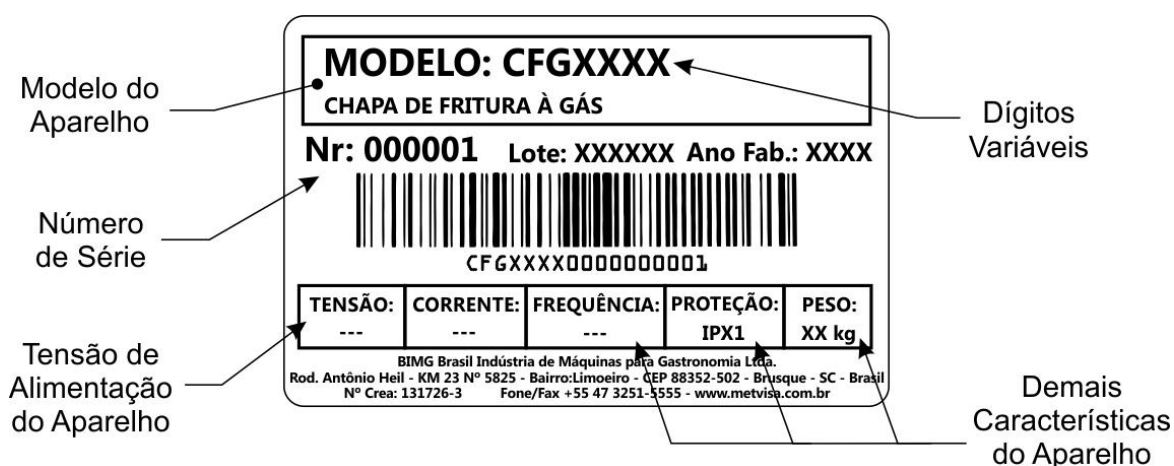 MODELO: CFGXXXX
CHAPA DE FRITURA À GÁS
Modelo do
Aparelho
Dígitos
Variáveis
Nr: 000001 Lote: XXXXXX Ano Fab.: XXXX
Número
de Série
CFGXXXX0000000001
TENSÃO: CORRENTE: FREQUÊNCIA: PROTEÇÃO: PESO:
--- --- --- IPX1 XX kg
BIMG Brasil Indústria de Máquinas para Gastronomia Ltda.
Rod. Antônio Heil - KM 23 Nº 5825 - Bairro:Limoeiro - CEP 88352-502 - Brusque - SC - Brasil
Nº Crea: 131726-3 Fone/Fax +55 47 3251-5555 - www.metvisa.com.br
Tensão de
Alimentação
do Aparelho
Demais
Características
do Aparelho